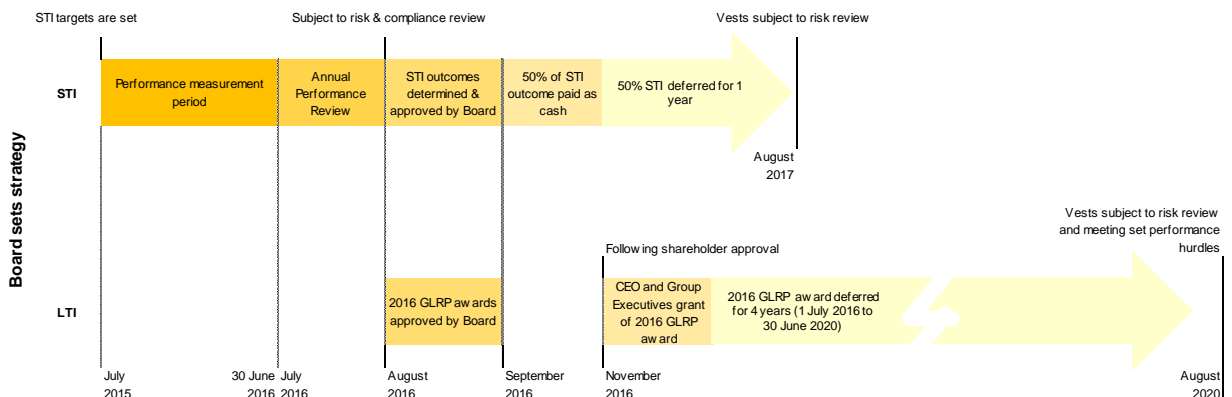 STI targets are set
Subject to risk & compliance review
Vests subject to risk review
Board sets strategy
STI
Performance measurement
period
Annual
Performance
Review
STI outcomes
determined &
approved by Board
50% of STI
outcome paid as
cash
50% STI deferred for 1
year
August
2017
Vests subject to risk review
and meeting set performance
hurdles
Following shareholder approval
LTI
2016 GLRP awards
approved by Board
CEO and Group
Executives grant
of 2016 GLRP
award
2016 GLRP award deferred
for 4 years (1 July 2016 to
30 June 2020)
July
2015
30 June
2016
July
2016
August
2016
September
2016
November
2016
August
2020